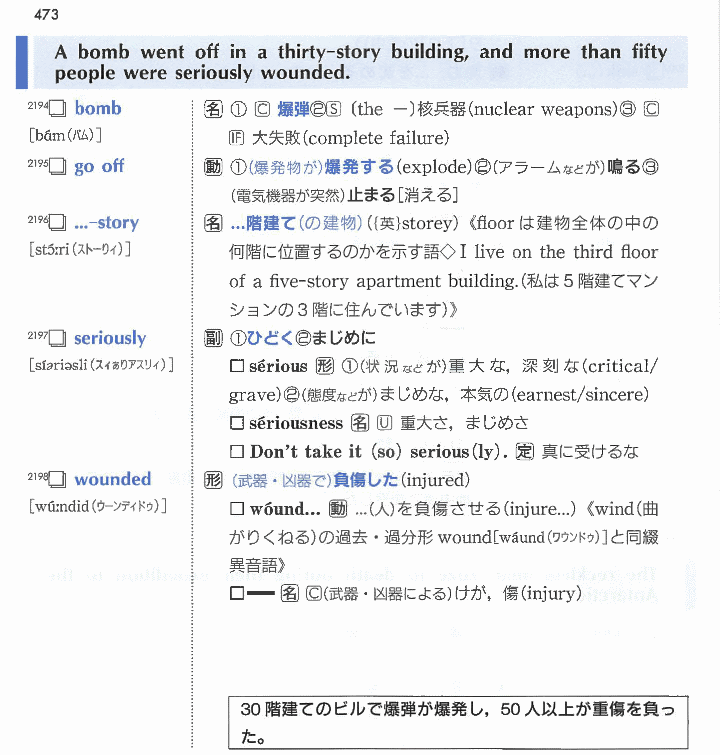 473
A bomb went off in a thirty-story building, and more than fifty
people were seriously wounded.
2194 □ bomb
[bám(バム)]
名 ① C 爆弾② S (the ―)核兵器(nuclear weapons)③ C
IF 大失敗(complete failure)
2195 □ go off
動 ①(爆発物が)爆発する(explode)②(アラームなどが)鳴る③
(電気機器が突然)止まる[消える]
2196 □ ...-story
[stɔ́ːri(ストーりィ)]
名 ...階建て(の建物)({英}storey)《floor は建物全体の中の
何階に位置するのかを示す語◇I live on the third floor
of a five-story apartment building.(私は5階建てマン
ションの3階に住んでいます)》
2197 □ seriously
[síəriəsli(スィぁりアスリィ)]
副 ①ひどく②まじめに
□ sérious 形 ①(状況などが)重大な,深刻な(critical/
grave)②(態度などが)まじめな,本気の(earnest/sincere)
□ sériousness 名 U 重大さ,まじめさ
□ Don't take it (so) serious(ly). 定 真に受けるな
2198 □ wounded
[wúːndid(ウーンディドゥ)]
形 (武器・凶器で)負傷した(injured)
□ wóund... 動 ...(人)を負傷させる(injure...)《wind(曲
がりくねる)の過去・過分形 wound[wáund(ワウンドゥ)]と同綴
異音語》
□━ 名 C(武器・凶器による)けが,傷(injury)
30 階建てのビルで爆弾が爆発し,50 人以上が重傷を負っ
た。